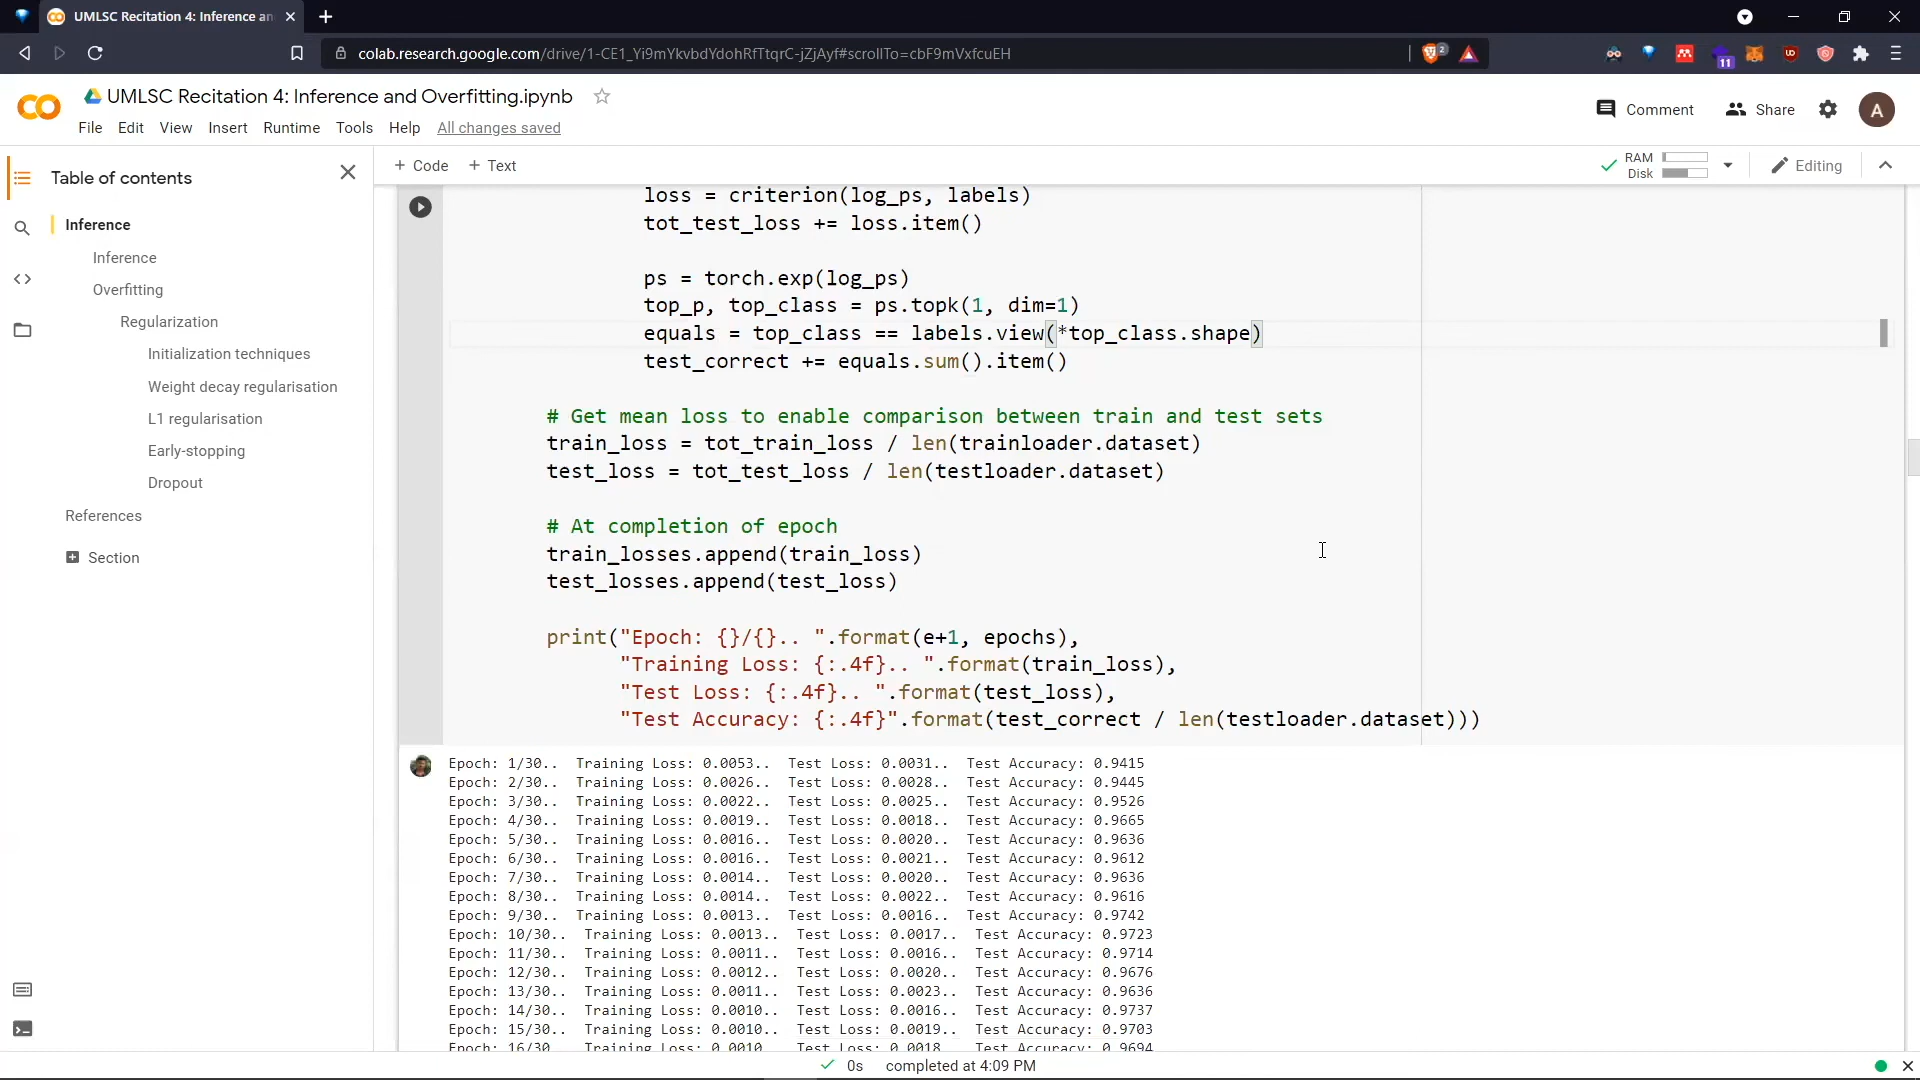 UMLSC Recitation 4: Inference an
colab.research.google.com/drive/1-CE1_Yi9mYkvbdYdohRfTtqrC-jZjAyf#scrollTo=cbF9mVxfcuEH
2
11
UMLSC Recitation 4: Inference and Overfitting.ipynb
Comment
Share
A
File Edit View Insert Runtime Tools Help All changes saved
Table of contents
+ Code + Text
RAM
Disk
Editing
Inference
Inference
Overfitting
Regularization
Initialization techniques
Weight decay regularisation
L1 regularisation
Early-stopping
Dropout
References
Section
loss = criterion(log_ps, labels)
tot_test_loss += loss.item()
ps = torch.exp(log_ps)
top_p, top_class = ps.topk(1, dim=1)
equals = top_class == labels.view(*top_class.shape)
test_correct += equals.sum().item()
# Get mean loss to enable comparison between train and test sets
train_loss = tot_train_loss / len(trainloader.dataset)
test_loss = tot_test_loss / len(testloader.dataset)
# At completion of epoch
train_losses.append(train_loss)
test_losses.append(test_loss)
print("Epoch: {}/{}.. ".format(e+1, epochs),
"Training Loss: {:.4f}.. ".format(train_loss),
"Test Loss: {:.4f}.. ".format(test_loss),
"Test Accuracy: {:.4f}".format(test_correct / len(testloader.dataset)))
Epoch: 1/30.. Training Loss: 0.0053.. Test Loss: 0.0031.. Test Accuracy: 0.9415
Epoch: 2/30.. Training Loss: 0.0026.. Test Loss: 0.0028.. Test Accuracy: 0.9445
Epoch: 3/30.. Training Loss: 0.0022.. Test Loss: 0.0025.. Test Accuracy: 0.9526
Epoch: 4/30.. Training Loss: 0.0019.. Test Loss: 0.0018.. Test Accuracy: 0.9665
Epoch: 5/30.. Training Loss: 0.0016.. Test Loss: 0.0020.. Test Accuracy: 0.9636
Epoch: 6/30.. Training Loss: 0.0016.. Test Loss: 0.0021.. Test Accuracy: 0.9612
Epoch: 7/30.. Training Loss: 0.0014.. Test Loss: 0.0020.. Test Accuracy: 0.9636
Epoch: 8/30.. Training Loss: 0.0014.. Test Loss: 0.0022.. Test Accuracy: 0.9616
Epoch: 9/30.. Training Loss: 0.0013.. Test Loss: 0.0016.. Test Accuracy: 0.9742
Epoch: 10/30.. Training Loss: 0.0013.. Test Loss: 0.0017.. Test Accuracy: 0.9723
Epoch: 11/30.. Training Loss: 0.0011.. Test Loss: 0.0016.. Test Accuracy: 0.9714
Epoch: 12/30.. Training Loss: 0.0012.. Test Loss: 0.0020.. Test Accuracy: 0.9676
Epoch: 13/30.. Training Loss: 0.0011.. Test Loss: 0.0023.. Test Accuracy: 0.9636
Epoch: 14/30.. Training Loss: 0.0010.. Test Loss: 0.0016.. Test Accuracy: 0.9737
Epoch: 15/30.. Training Loss: 0.0010.. Test Loss: 0.0019.. Test Accuracy: 0.9703
Epoch: 16/30.. Training Loss: 0.0010.. Test Loss: 0.0018.. Test Accuracy: 0.9694
0s completed at 4:09 PM